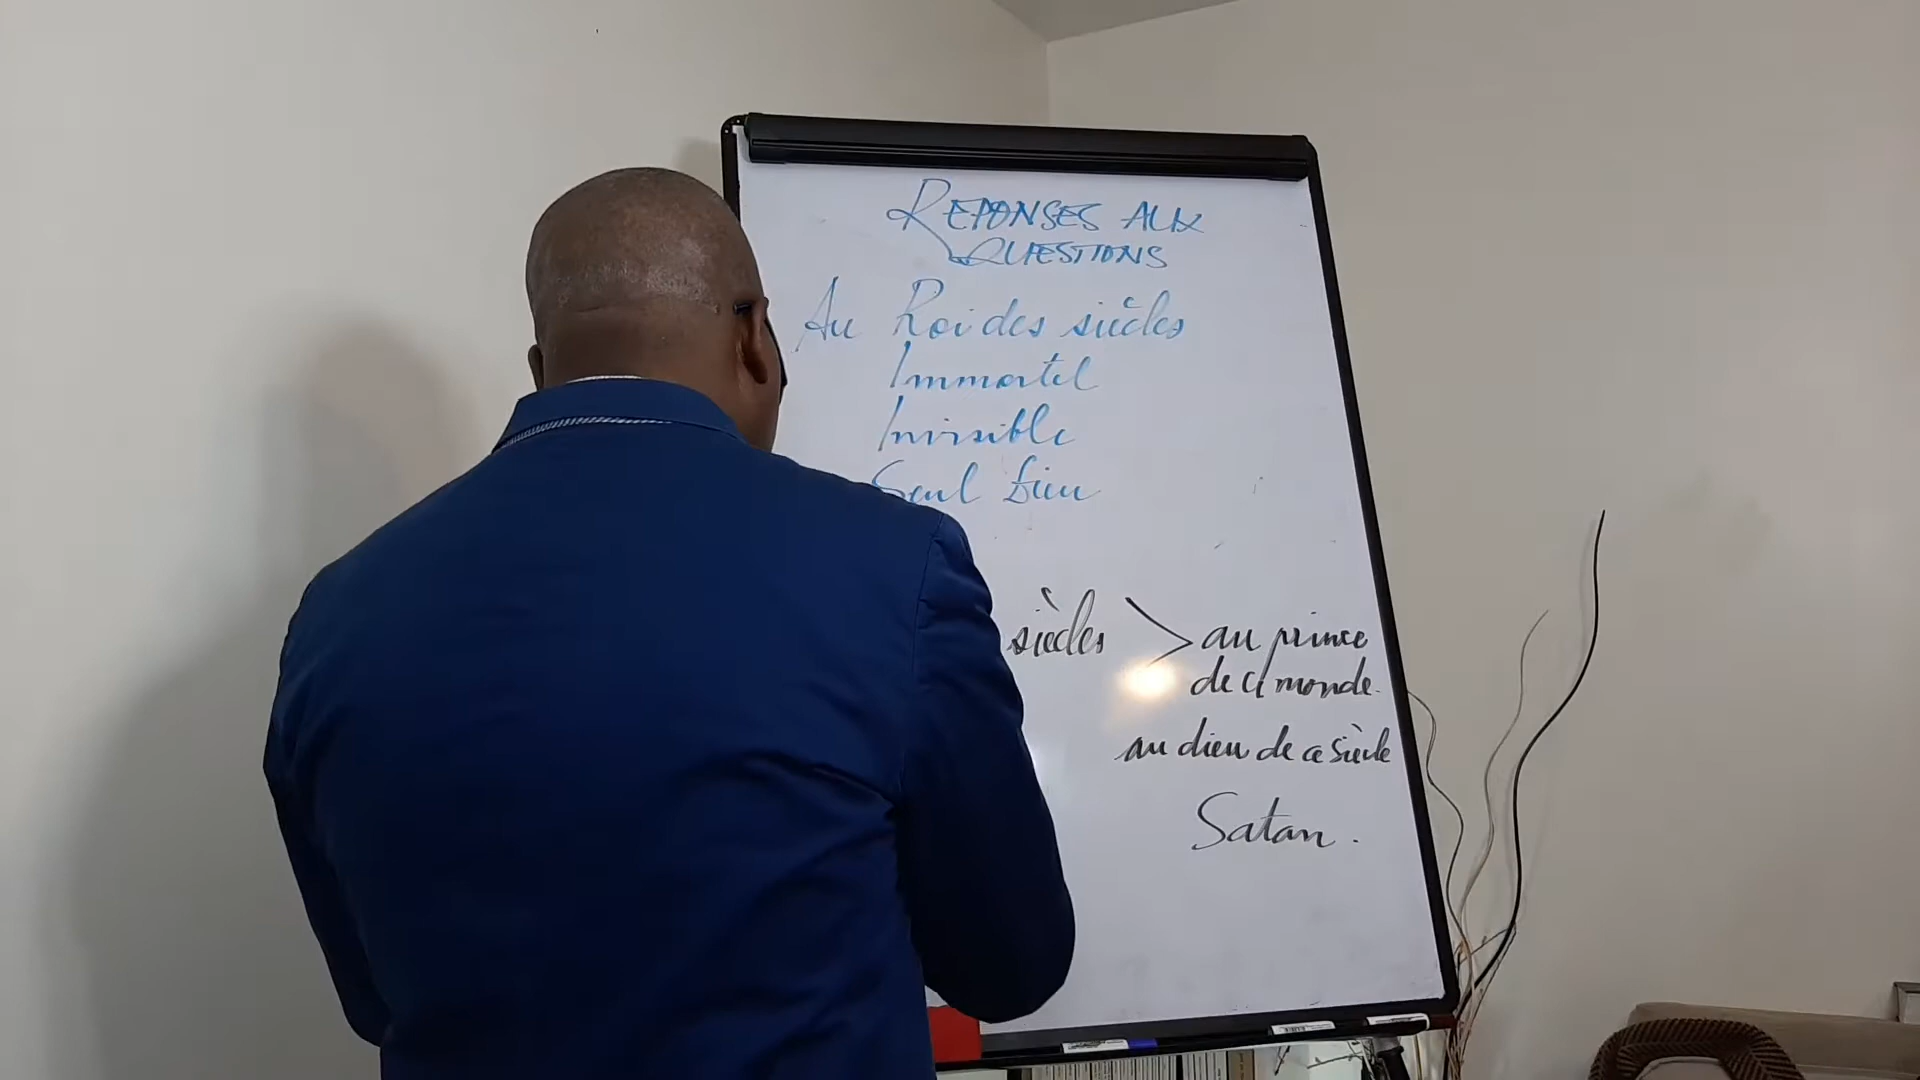 REPONSES AUX
QUESTIONS
Au Roi des siècles
Immortel
Invisible
Seul Dieu
siècles > au prince
de ce monde.
au dieu de ce siècle
Satan.